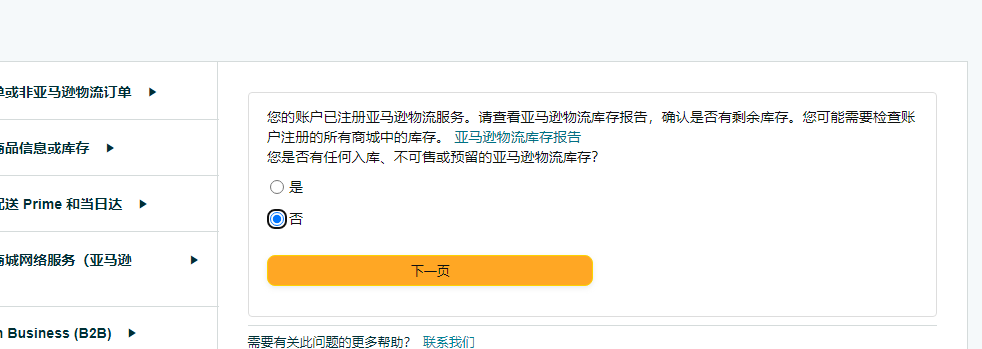 单或非亚马逊物流订单
您的账户已注册亚马逊物流服务。请查看亚马逊物流库存报告，确认是否有剩余库存。您可能需要检查账
户注册的所有商城中的库存。 亚马逊物流库存报告
商品信息或库存
您是否有任何入库、不可售或预留的亚马逊物流库存？
是
配送 Prime 和当日达
否
商城网络服务（亚马逊
下一页
Business (B2B)
需要有关此问题的更多帮助？ 联系我们